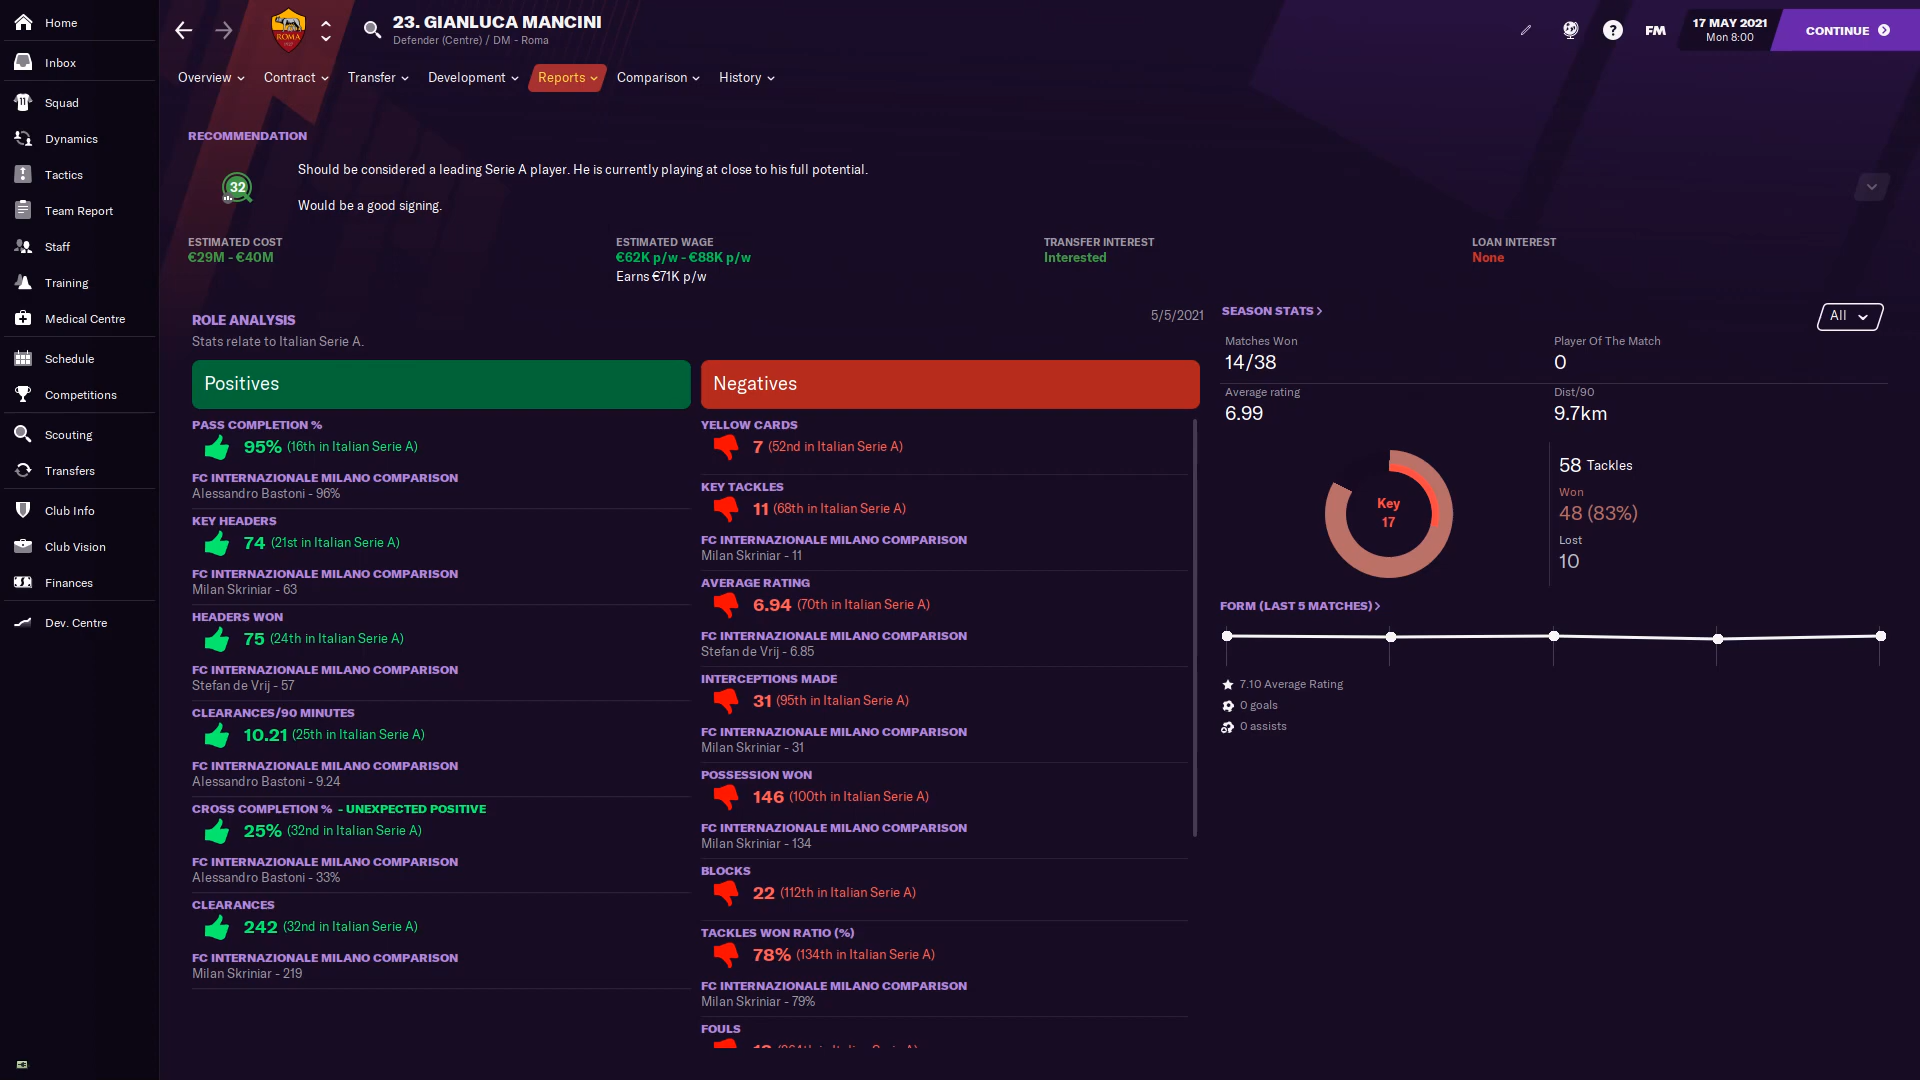 Home
Inbox
Squad
Dynamics
Tactics
Team Report
Staff
Training
Medical Centre
Schedule
Competitions
Scouting
Transfers
Club Info
Club Vision
Finances
Dev. Centre
ROMA
23. GIANLUCA MANCINI
Defender (Centre) / DM - Roma
FM
17 MAY 2021
Mon 8:00
CONTINUE
Overview
Contract
Transfer
Development
Reports
Comparison
History
RECOMMENDATION
32
Should be considered a leading Serie A player. He is currently playing at close to his full potential.
Would be a good signing.
ESTIMATED COST
€29M - €40M
ESTIMATED WAGE
€62K p/w - €88K p/w
Earns €71K p/w
TRANSFER INTEREST
Interested
LOAN INTEREST
None
ROLE ANALYSIS
5/5/2021
Stats relate to Italian Serie A.
Positives
PASS COMPLETION %
95% (16th in Italian Serie A)
FC INTERNAZIONALE MILANO COMPARISON
Alessandro Bastoni - 96%
KEY HEADERS
74 (21st in Italian Serie A)
FC INTERNAZIONALE MILANO COMPARISON
Milan Skriniar - 63
HEADERS WON
75 (24th in Italian Serie A)
FC INTERNAZIONALE MILANO COMPARISON
Stefan de Vrij - 57
CLEARANCES/90 MINUTES
10.21 (25th in Italian Serie A)
FC INTERNAZIONALE MILANO COMPARISON
Alessandro Bastoni - 9.24
CROSS COMPLETION % - UNEXPECTED POSITIVE
25% (32nd in Italian Serie A)
FC INTERNAZIONALE MILANO COMPARISON
Alessandro Bastoni - 33%
CLEARANCES
242 (32nd in Italian Serie A)
FC INTERNAZIONALE MILANO COMPARISON
Milan Skriniar - 219
Negatives
YELLOW CARDS
7 (52nd in Italian Serie A)
KEY TACKLES
11 (68th in Italian Serie A)
FC INTERNAZIONALE MILANO COMPARISON
Milan Skriniar - 11
AVERAGE RATING
6.94 (70th in Italian Serie A)
FC INTERNAZIONALE MILANO COMPARISON
Stefan de Vrij - 6.85
INTERCEPTIONS MADE
31 (95th in Italian Serie A)
FC INTERNAZIONALE MILANO COMPARISON
Milan Skriniar - 31
POSSESSION WON
146 (100th in Italian Serie A)
FC INTERNAZIONALE MILANO COMPARISON
Milan Skriniar - 134
BLOCKS
22 (112th in Italian Serie A)
TACKLES WON RATIO (%)
78% (134th in Italian Serie A)
FC INTERNAZIONALE MILANO COMPARISON
Milan Skriniar - 79%
FOULS
SEASON STATS
All
Matches Won
14/38
Player Of The Match
0
Average rating
6.99
Dist/90
9.7km
Key
17
58 Tackles
Won
48 (83%)
Lost
10
FORM (LAST 5 MATCHES)
7.10 Average Rating
0 goals
0 assists